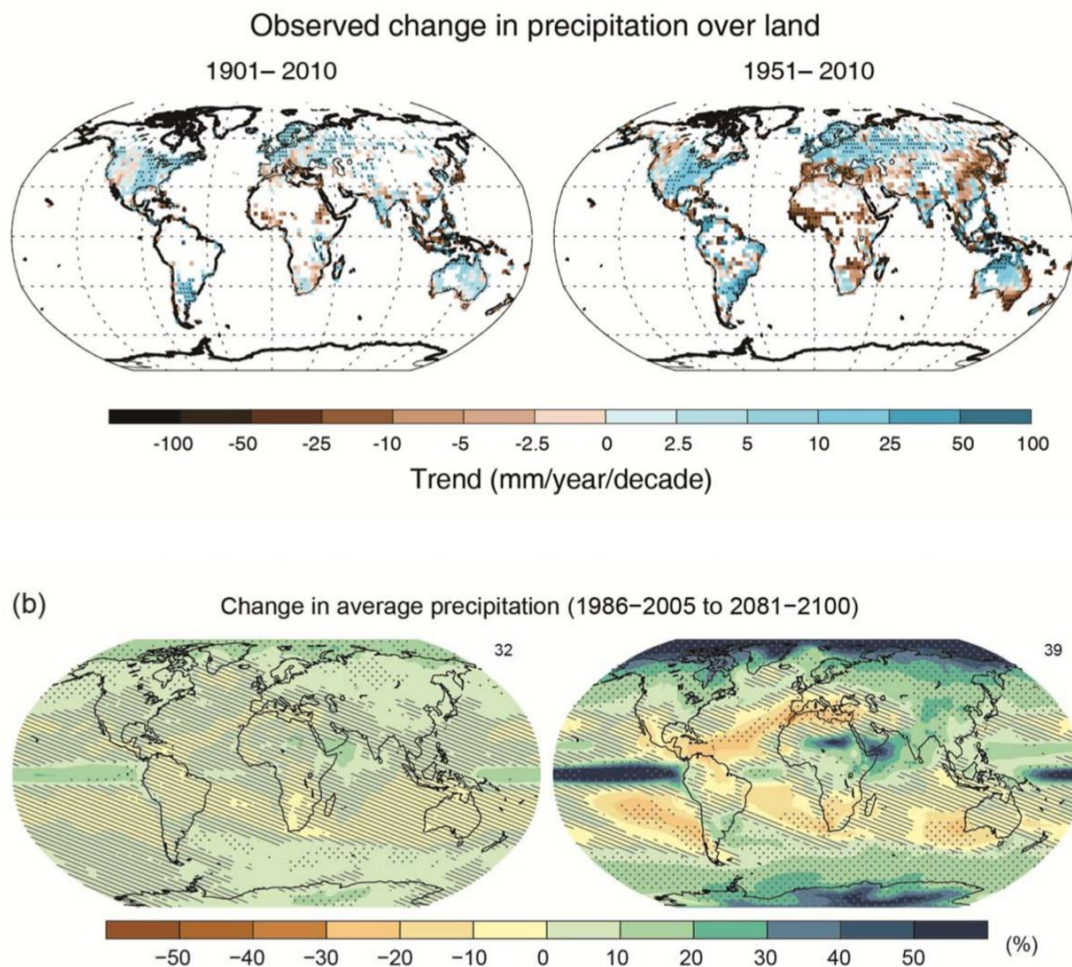 Observed change in precipitation over land
1901– 2010 1951– 2010
-100 -50 -25 -10 -5 -2.5 0 2.5 5 10 25 50 100
Trend (mm/year/decade)
(b) Change in average precipitation (1986−2005 to 2081−2100)
32 39
−50 −40 −30 −20 −10 0 10 20 30 40 50 (%)